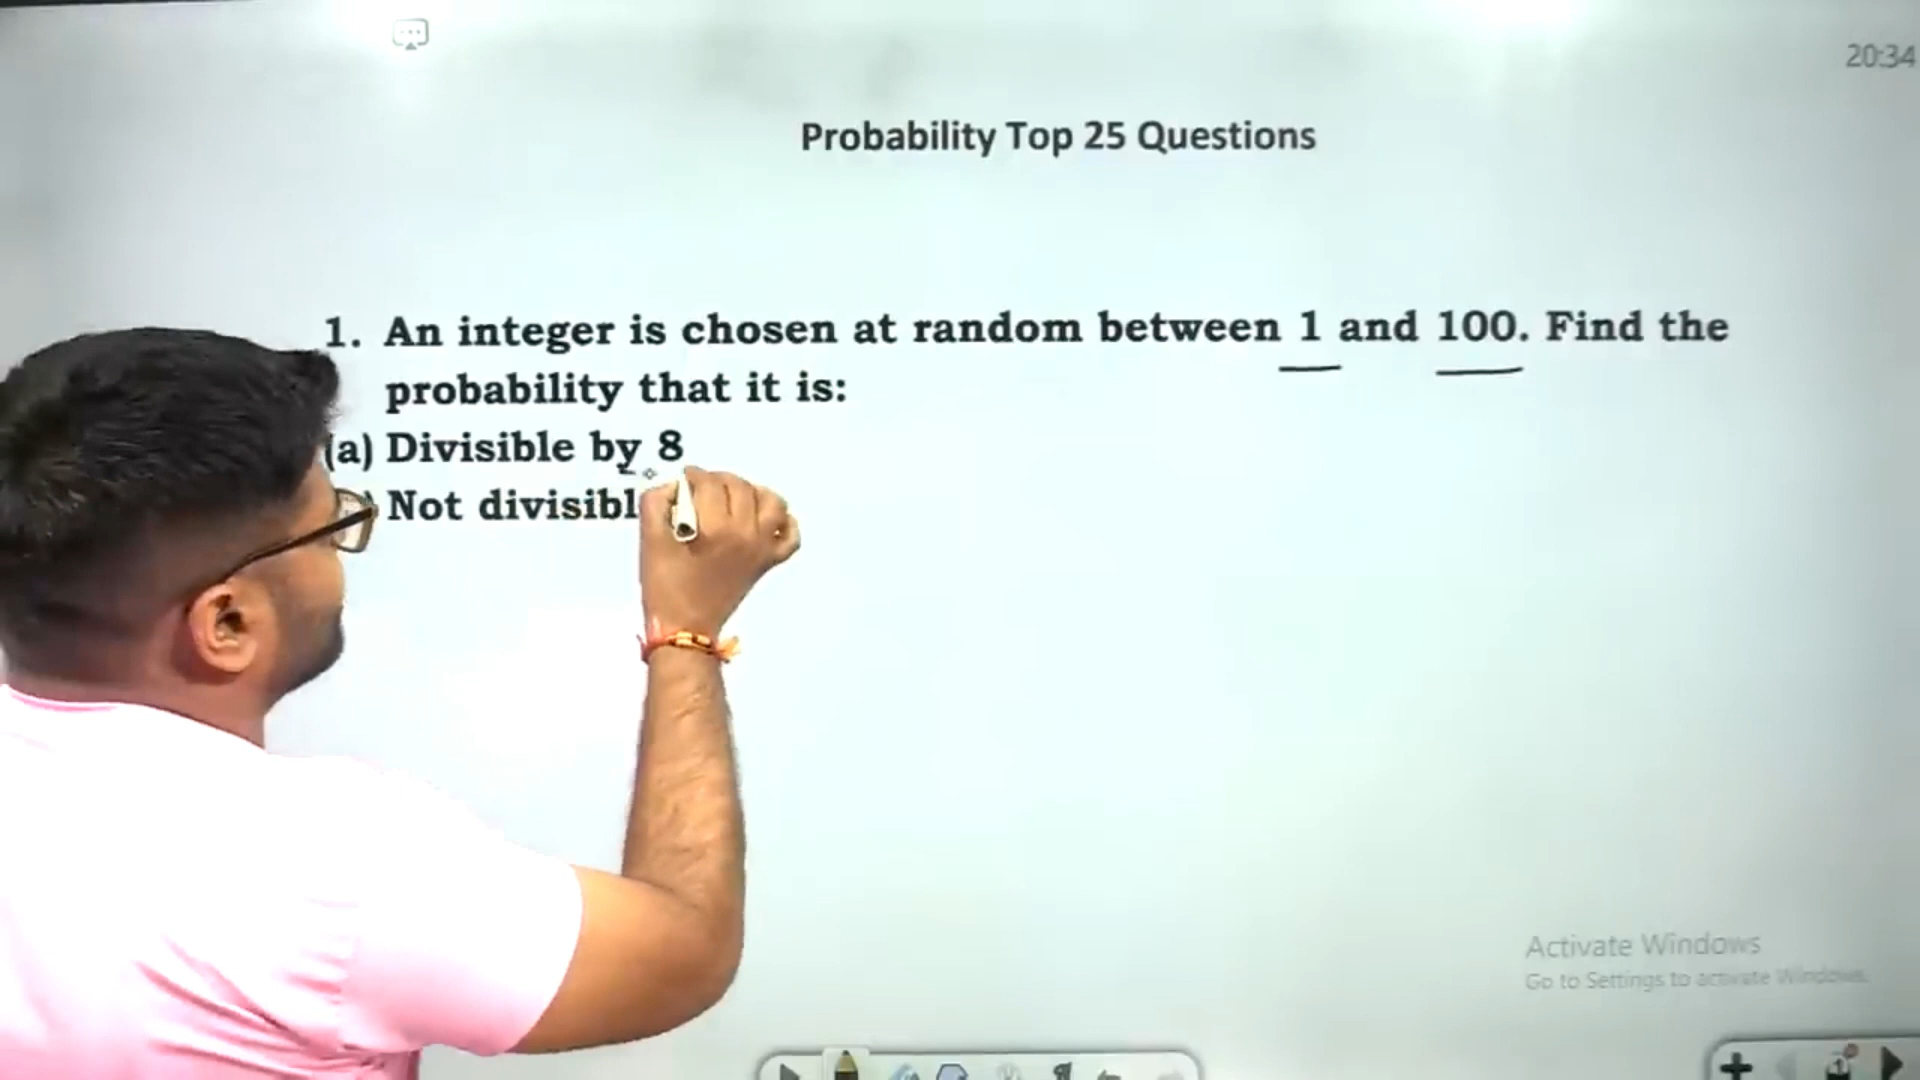 20:34
Probability Top 25 Questions
1. An integer is chosen at random between 1 and 100. Find the
probability that it is:
(a) Divisible by 8
Not
Activate Windows
Go to Settings to activate Windows.